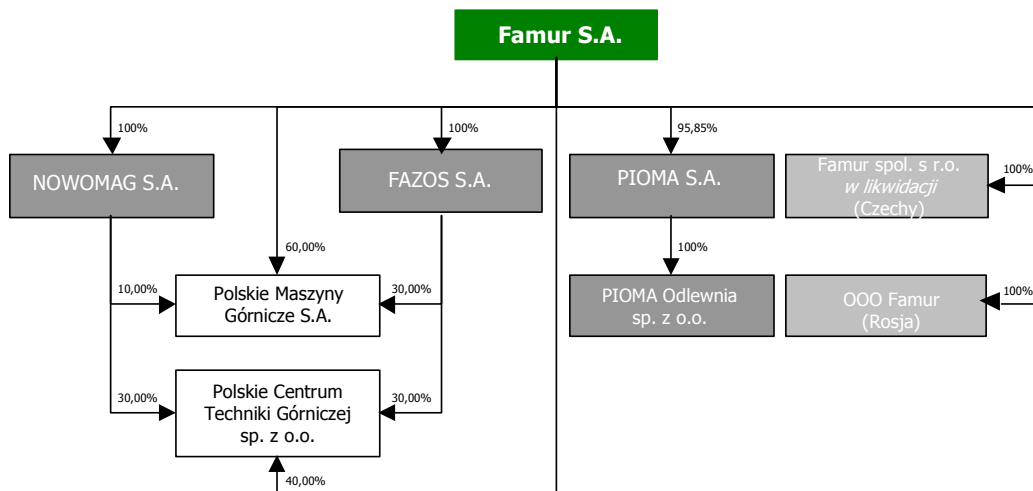 Famur S.A.
100%
100%
95,85%
NOWOMAG S.A.
FAZOS S.A.
PIOMA S.A.
Famur spol. s r.o.
w likwidacji
(Czechy)
100%
60,00%
100%
10,00%
Polskie Maszyny
Górnicze S.A.
30,00%
PIOMA Odlewnia
sp. z o.o.
OOO Famur
(Rosja)
100%
30,00%
Polskie Centrum
Techniki Górniczej
sp. z o.o.
30,00%
40,00%